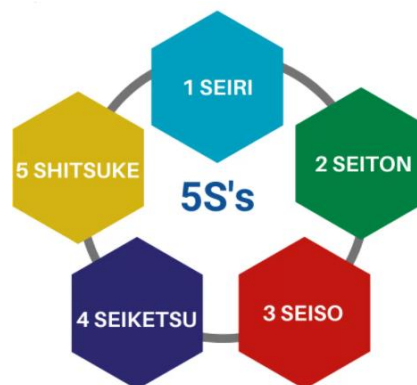 1 SEIRI
2 SEITON
3 SEISO
4 SEIKETSU
5 SHITSUKE
5S's